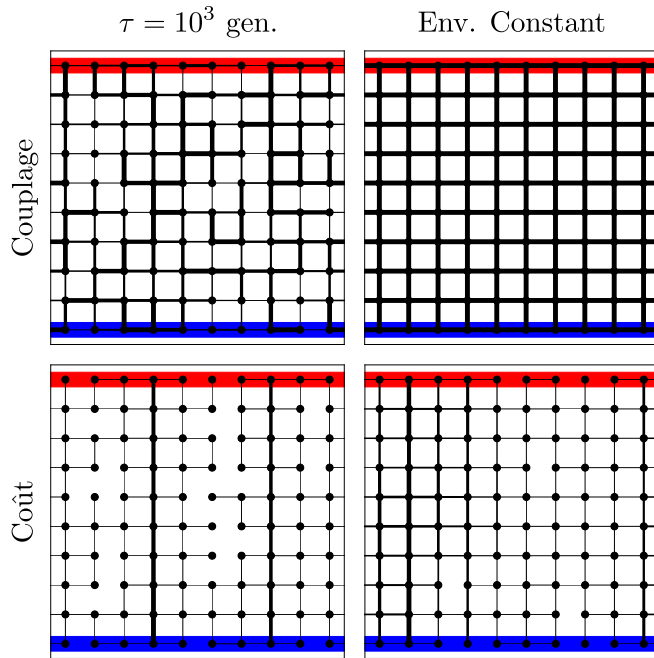 τ = 10³ gen.
Env. Constant
Couplage
Coût